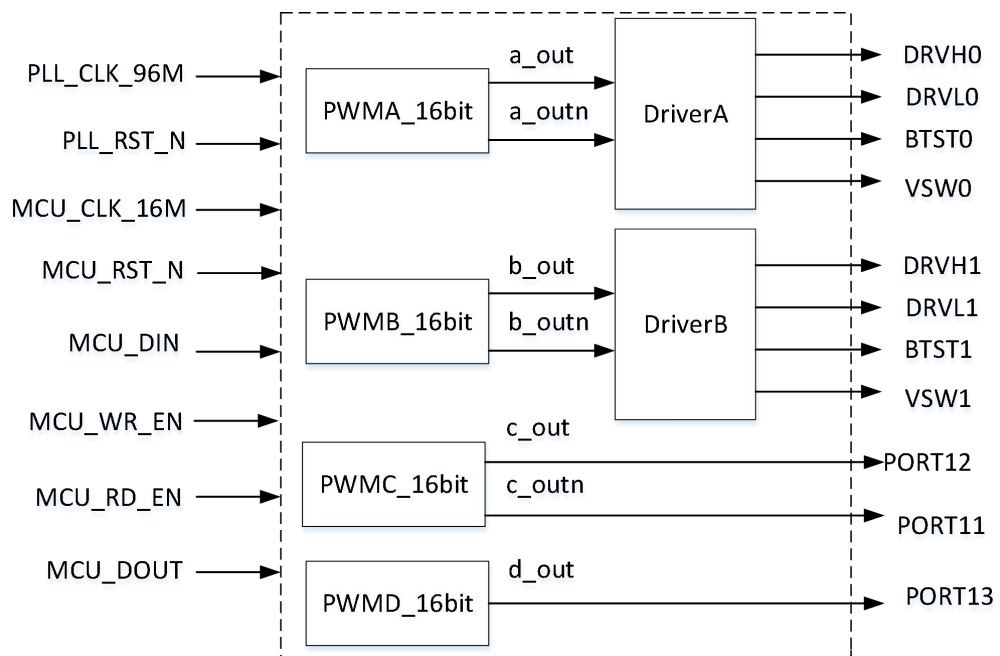 PLL_CLK_96M
PLL_RST_N
MCU_CLK_16M
MCU_RST_N
MCU_DIN
MCU_WR_EN
MCU_RD_EN
MCU_DOUT
PWMA_16bit
a_out
a_outn
DriverA
DRVH0
DRVL0
BTST0
VSW0
PWMB_16bit
b_out
b_outn
DriverB
DRVH1
DRVL1
BTST1
VSW1
PWMC_16bit
c_out
c_outn
PORT12
PORT11
PWMD_16bit
d_out
PORT13